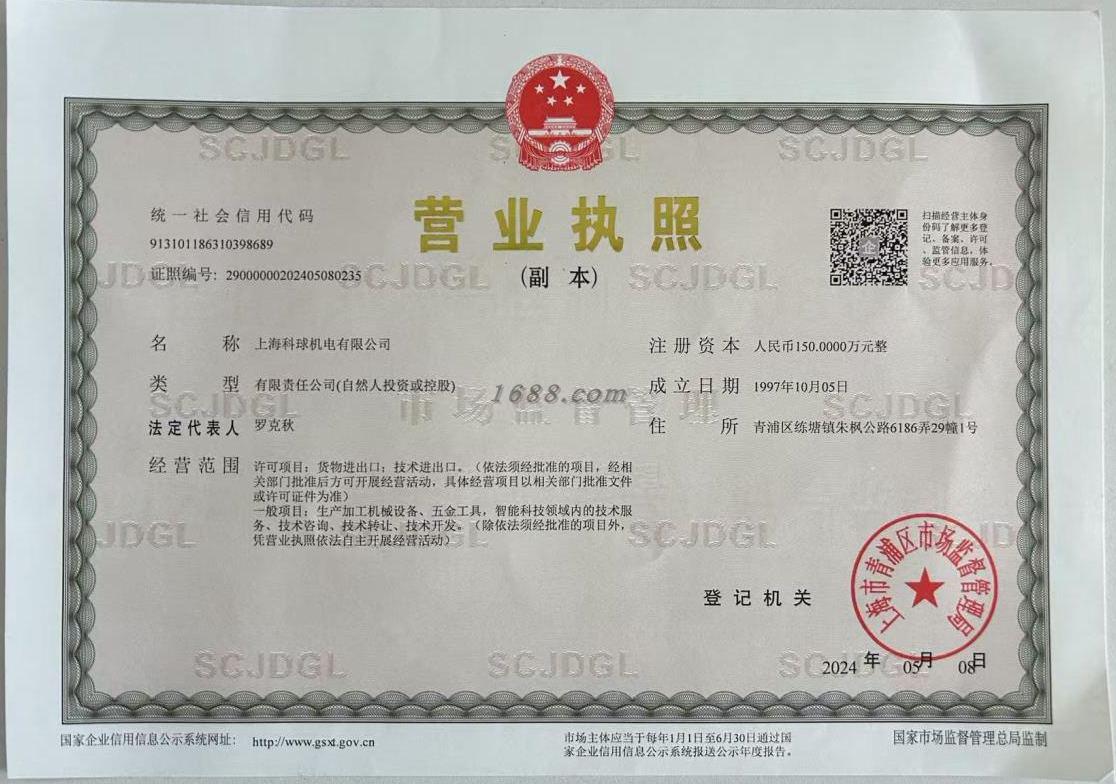 营业执照
(副 本)
统一社会信用代码
913101186310398689
证照编号: 29000000202405080235
扫描经营主体身
份码了解更多登
记、备案、许可
、监管信息，体
验更多应用服务。
名 称 上海科球机电有限公司
类 型 有限责任公司(自然人投资或控股)
法定代表人 罗克秋
经营范围 许可项目：货物进出口；技术进出口。（依法须经批准的项目，经相
关部门批准后方可开展经营活动，具体经营项目以相关部门批准文件
或许可证件为准）
一般项目：生产加工机械设备、五金工具，智能科技领域内的技术服
务、技术咨询、技术转让、技术开发。（除依法须经批准的项目外，
凭营业执照依法自主开展经营活动）
注册资本 人民币150.0000万元整
成立日期 1997年10月05日
住 所 青浦区练塘镇朱枫公路6186弄29幢1号
1688.com
市场监督管理
SCJDGL
登记机关
上海市青浦区市场监督管理局
2024 年 05月 08日
国家企业信用信息公示系统网址: http://www.gsxt.gov.cn
市场主体应当于每年1月1日至6月30日通过国
家企业信用信息公示系统报送公示年度报告。
国家市场监督管理总局监制